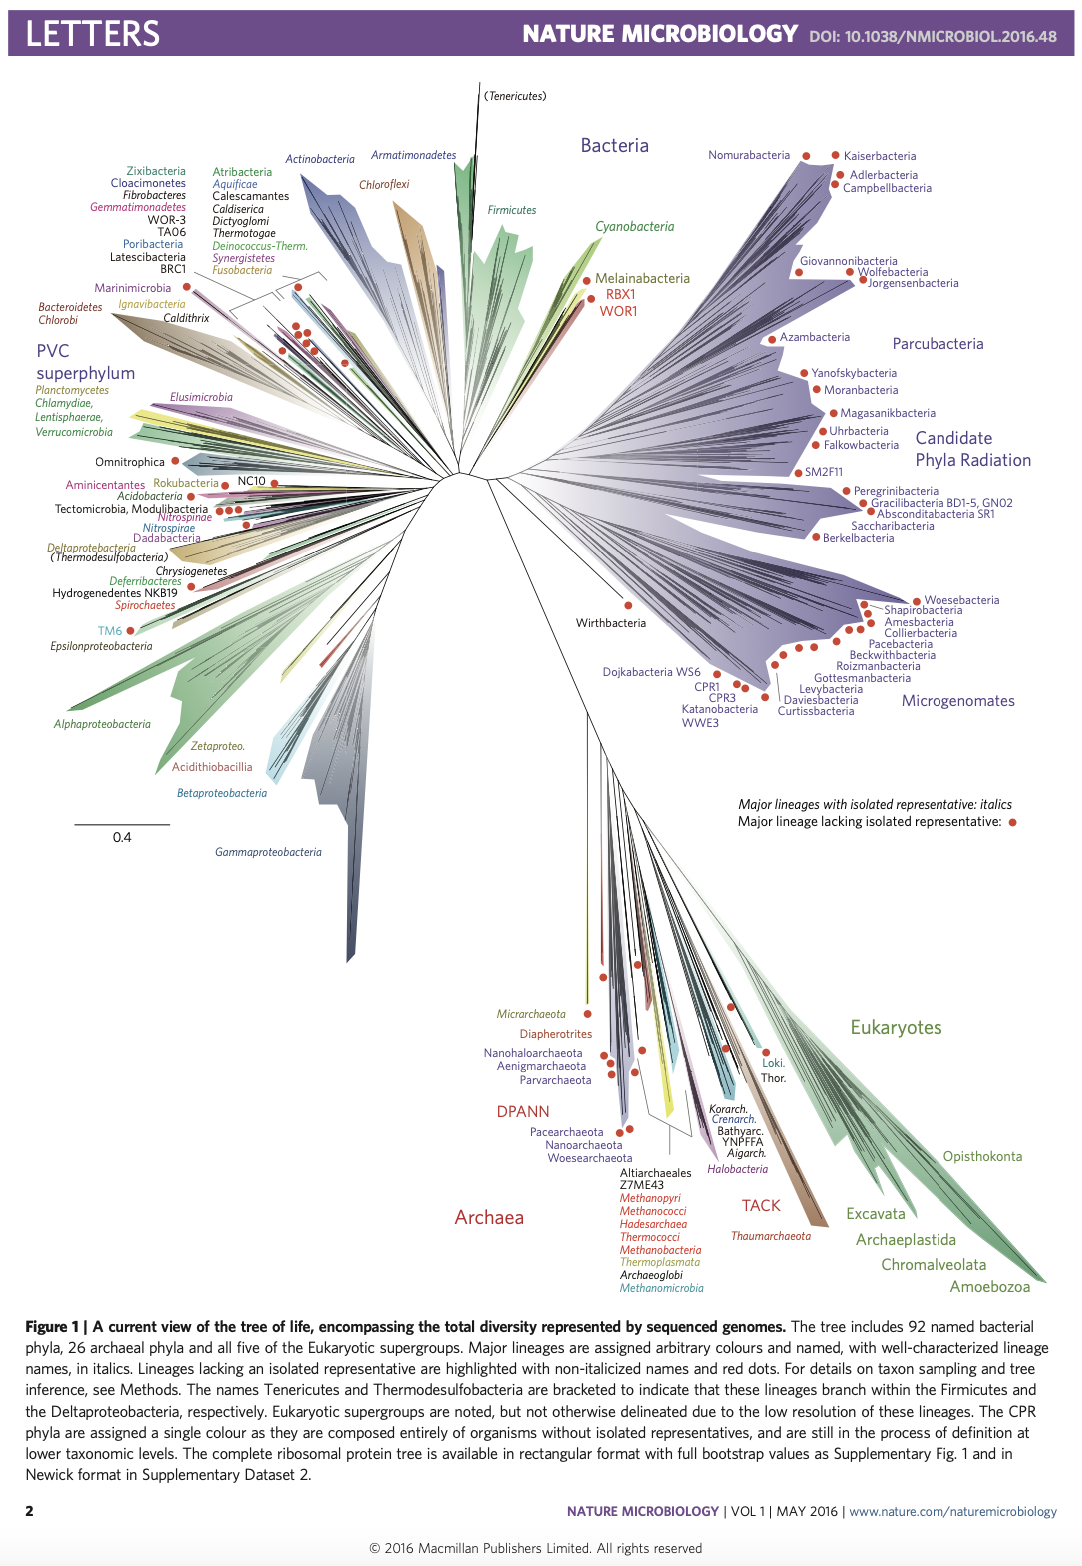 LETTERS
NATURE MICROBIOLOGY DOI: 10.1038/NMICROBIOL.2016.48
(Tenericutes)
Bacteria
Actinobacteria
Armatimonadetes
Chloroflexi
Firmicutes
Cyanobacteria
Melainabacteria
RBX1
WOR1
Zixibacteria
Cloacimonetes
Fibrobacteres
Gemmatimonadetes
WOR-3
TA06
Poribacteria
Latescibacteria
BRC1
Atribacteria
Aquificae
Calescamantes
Caldiserica
Dictyoglomi
Thermotogae
Deinococcus-Therm.
Synergistetes
Fusobacteria
Marinimicrobia
Ignavibacteria
Bacteroidetes
Chlorobi
Caldithrix
PVC
superphylum
Planctomycetes
Chlamydiae,
Lentisphaerae,
Verrucomicrobia
Elusimicrobia
Omnitrophica
Aminicentantes
Rokubacteria
NC10
Acidobacteria
Tectomicrobia, Modulibacteria
Nitrospinae
Nitrospirae
Dadabacteria
Deltaprotebacteria
(Thermodesulfobacteria)
Chrysiogenetes
Deferribacteres
Hydrogenedentes NKB19
Spirochaetes
TM6
Epsilonproteobacteria
Alphaproteobacteria
Zetaproteo.
Acidithiobacillia
Betaproteobacteria
Gammaproteobacteria
0.4
Nomurabacteria
Kaiserbacteria
Adlerbacteria
Campbellbacteria
Giovannonibacteria
Wolfebacteria
Jorgensenbacteria
Azambacteria
Parcubacteria
Yanofskybacteria
Moranbacteria
Magasanikbacteria
Uhrbacteria
Falkowbacteria
Candidate
Phyla Radiation
SM2F11
Peregrinibacteria
Gracilibacteria BD1-5, GN02
Absconditabacteria SR1
Saccharibacteria
Berkelbacteria
Woesebacteria
Shapirobacteria
Amesbacteria
Collierbacteria
Pacebacteria
Beckwithbacteria
Roizmanbacteria
Gottesmanbacteria
Levybacteria
Daviesbacteria
Curtissbacteria
Microgenomates
Wirthbacteria
Dojkabacteria WS6
CPR1
CPR3
Katanobacteria
WWE3
Major lineages with isolated representative: italics
Major lineage lacking isolated representative:
Micrarchaeota
Diapherotrites
Nanohaloarchaeota
Aenigmarchaeota
Parvarchaeota
DPANN
Pacearchaeota
Nanoarchaeota
Woesearchaeota
Archaea
Altiarchaeales
Z7ME43
Methanopyri
Methanococci
Hadesarchaea
Thermococci
Methanobacteria
Thermoplasmata
Archaeoglobi
Methanomicrobia
Halobacteria
Korarch.
Crenarch.
Bathyarc.
YNPFFA
Aigarch.
TACK
Thaumarchaeota
Loki.
Thor.
Eukaryotes
Opisthokonta
Excavata
Archaeplastida
Chromalveolata
Amoebozoa
Figure 1 | A current view of the tree of life, encompassing the total diversity represented by sequenced genomes. The tree includes 92 named bacterial
phyla, 26 archaeal phyla and all five of the Eukaryotic supergroups. Major lineages are assigned arbitrary colours and named, with well-characterized lineage
names, in italics. Lineages lacking an isolated representative are highlighted with non-italicized names and red dots. For details on taxon sampling and tree
inference, see Methods. The names Tenericutes and Thermodesulfobacteria are bracketed to indicate that these lineages branch within the Firmicutes and
the Deltaproteobacteria, respectively. Eukaryotic supergroups are noted, but not otherwise delineated due to the low resolution of these lineages. The CPR
phyla are assigned a single colour as they are composed entirely of organisms without isolated representatives, and are still in the process of definition at
lower taxonomic levels. The complete ribosomal protein tree is available in rectangular format with full bootstrap values as Supplementary Fig. 1 and in
Newick format in Supplementary Dataset 2.
2
NATURE MICROBIOLOGY | VOL 1 | MAY 2016 | www.nature.com/naturemicrobiology
© 2016 Macmillan Publishers Limited. All rights reserved